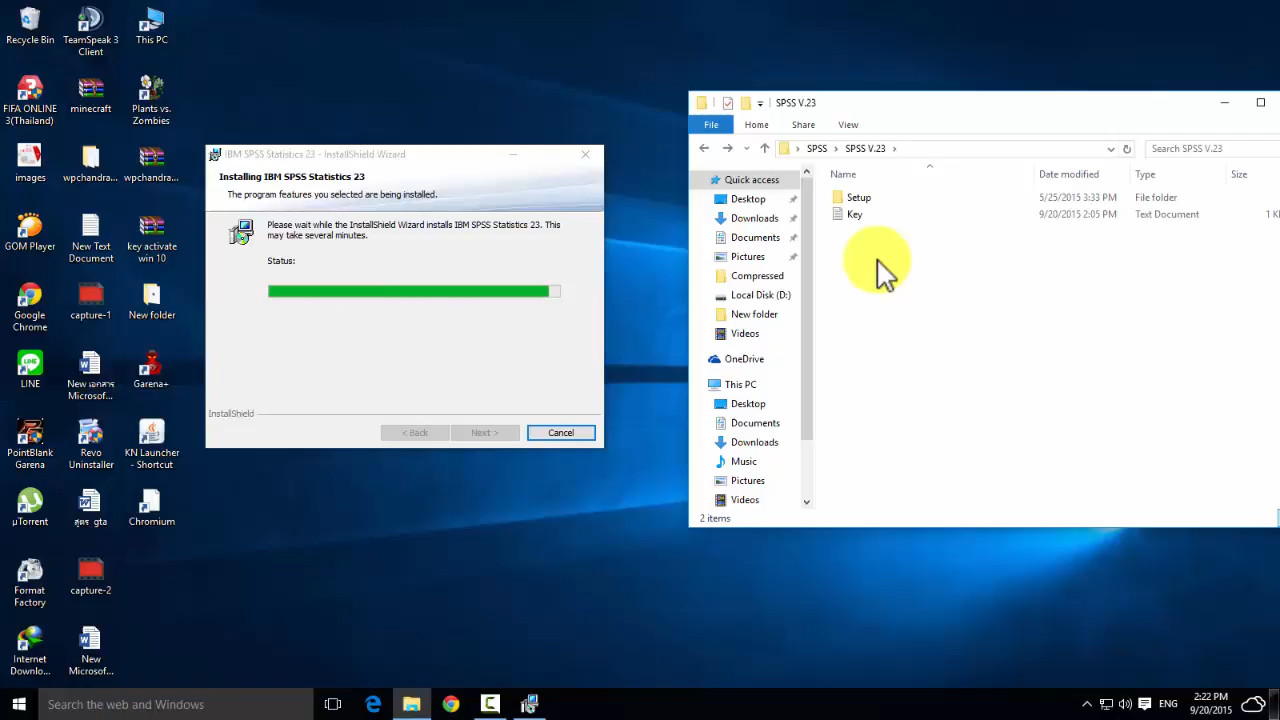 Recycle Bin
TeamSpeak 3
Client
This PC
FIFA ONLINE
3(Thailand)
minecraft
Plants vs.
Zombies
images
wpchandra...
wpchandra...
GOM Player
New Text
Document
key activate
win 10
Google
Chrome
capture-1
New folder
LINE
New เอกสาร
Microsof...
Garena+
PointBlank
Garena
Revo
Uninstaller
KN Launcher
- Shortcut
µTorrent
สูตร gta
Chromium
Format
Factory
capture-2
Internet
Downlo...
New
Microsof...
IBM SPSS Statistics 23 - InstallShield Wizard
Installing IBM SPSS Statistics 23
The program features you selected are being installed.
Please wait while the InstallShield Wizard installs IBM SPSS Statistics 23. This
may take several minutes.
Status:
InstallShield
< Back
Next >
Cancel
SPSS V.23
File
Home
Share
View
SPSS
SPSS V.23
Search SPSS V.23
Name
Date modified
Type
Size
Setup
5/25/2015 3:33 PM
File folder
Key
9/20/2015 2:05 PM
Text Document
1 K
Quick access
Desktop
Downloads
Documents
Pictures
Compressed
Local Disk (D:)
New folder
Videos
OneDrive
This PC
Desktop
Documents
Downloads
Music
Pictures
Videos
2 items
Search the web and Windows
ENG
2:22 PM
9/20/2015